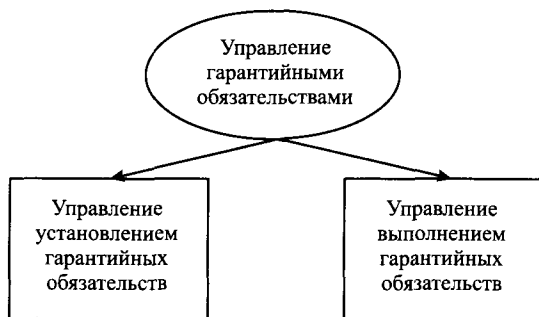 Управление
гарантийными
обязательствами
Управление
установлением
гарантийных
обязательств
Управление
выполнением
гарантийных
обязательств